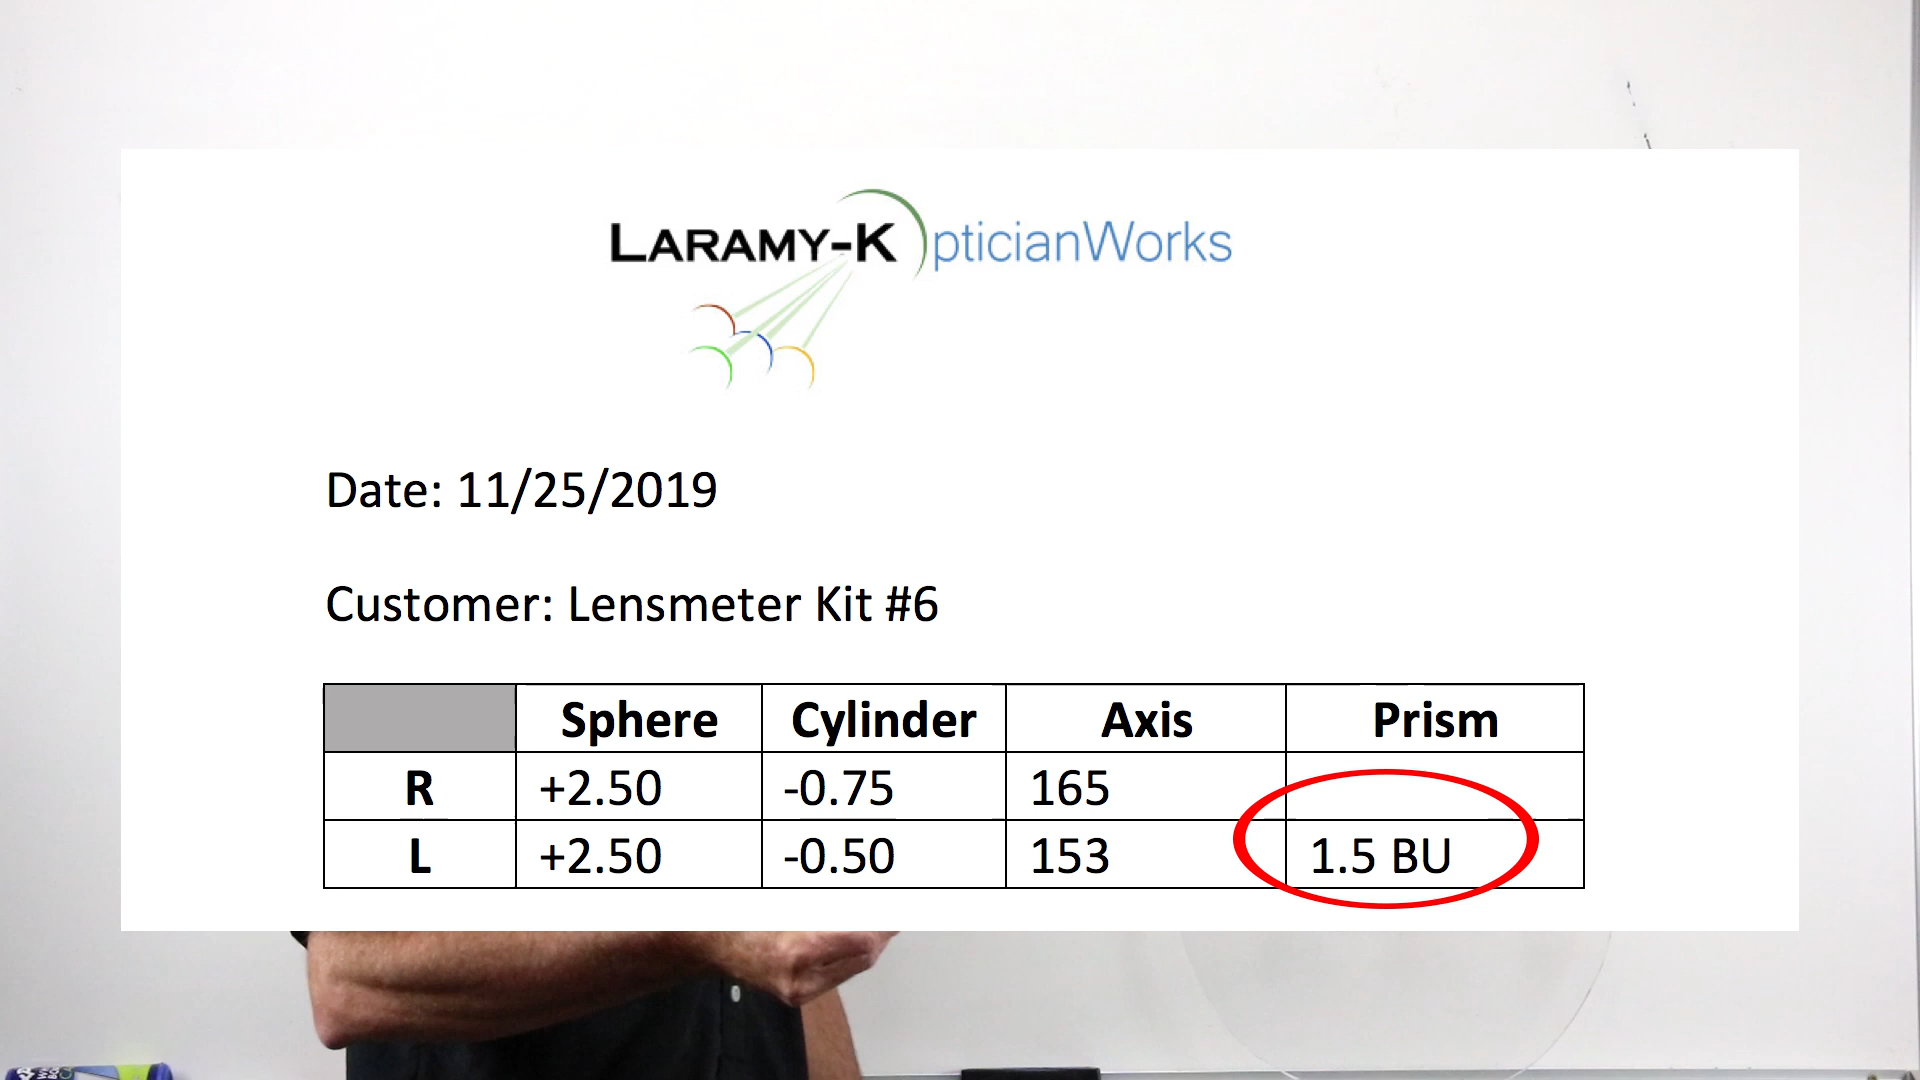 LARAMY-K OpticianWorks
Date: 11/25/2019
Customer: Lensmeter Kit #6
Sphere Cylinder Axis Prism
R +2.50 -0.75 165
L +2.50 -0.50 153 1.5 BU